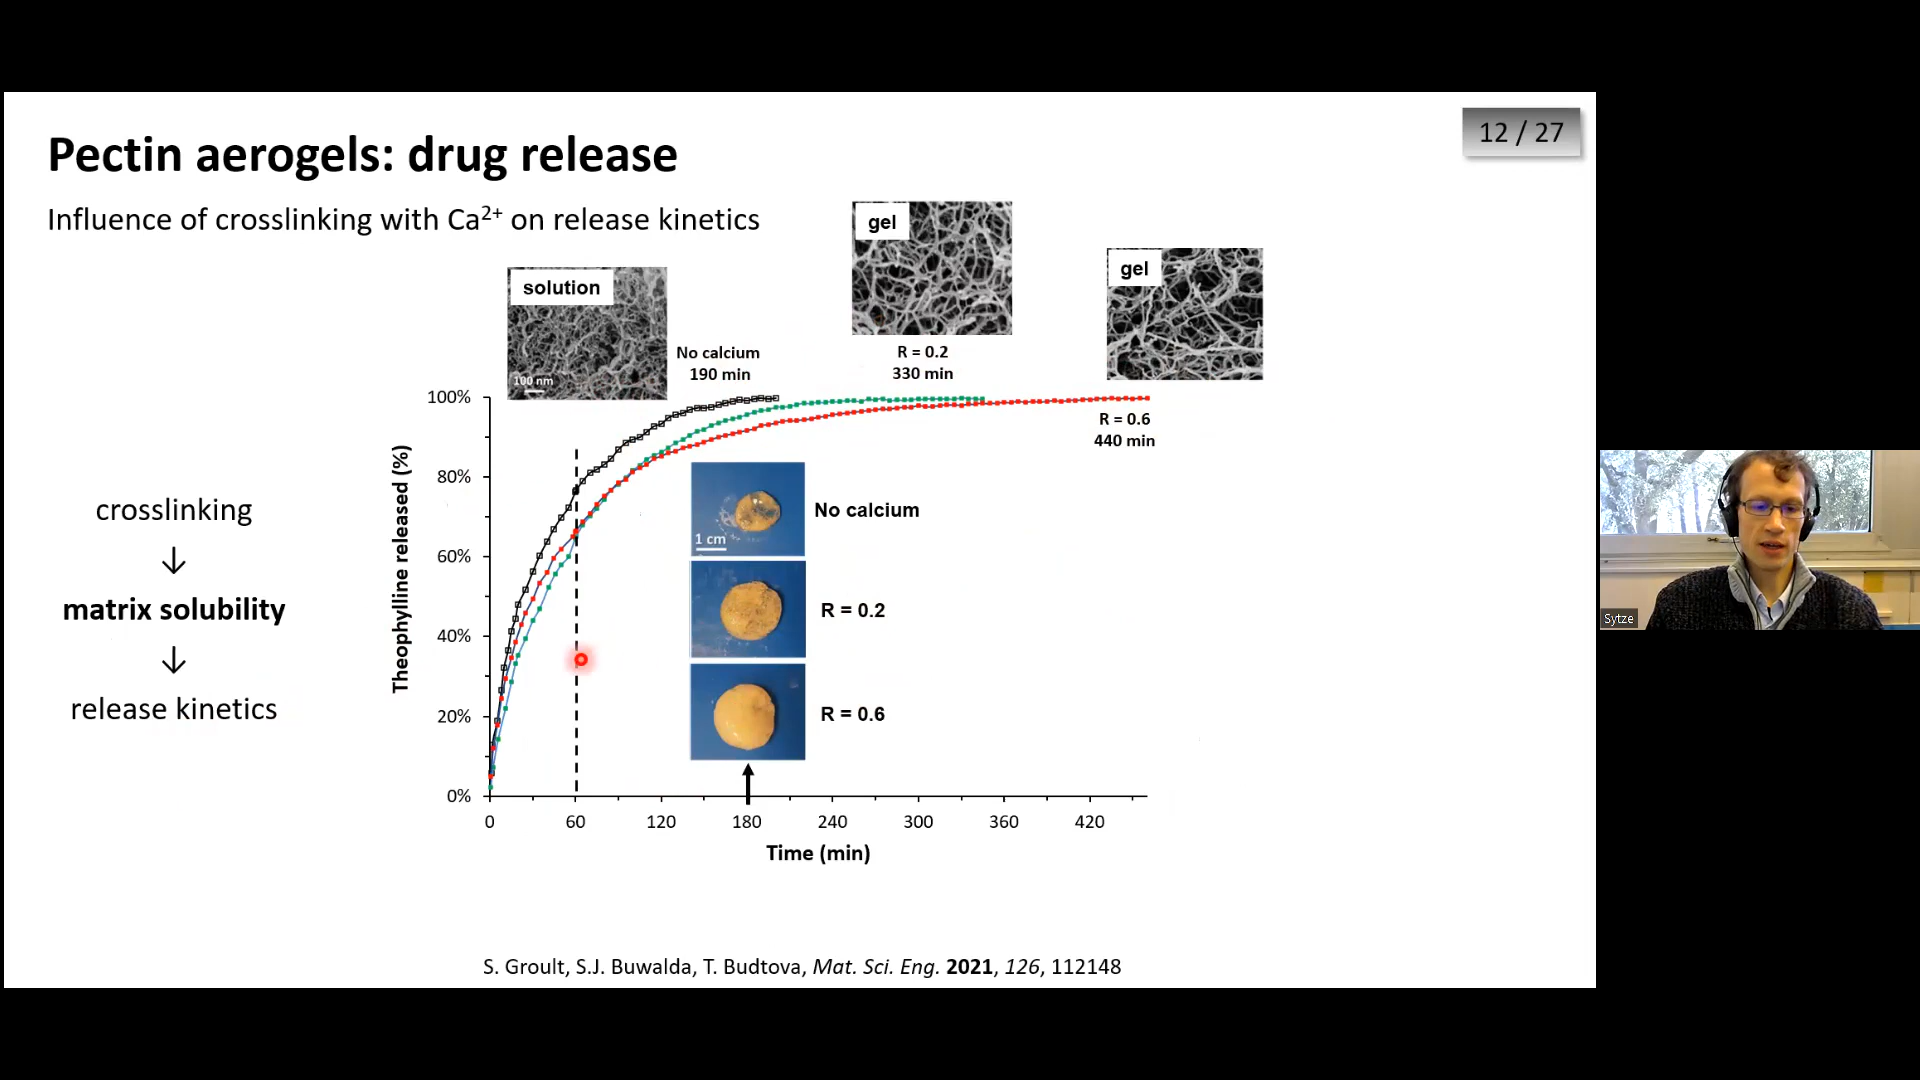 12 / 27
Pectin aerogels: drug release
Influence of crosslinking with Ca²⁺ on release kinetics
gel
gel
solution
100 nm
No calcium
190 min
R = 0.2
330 min
R = 0.6
440 min
100%
80%
60%
40%
20%
0%
Theophylline released (%)
crosslinking
↓
matrix solubility
↓
release kinetics
1 cm
No calcium
R = 0.2
R = 0.6
0 60 120 180 240 300 360 420
Time (min)
S. Groult, S.J. Buwalda, T. Budtova, Mat. Sci. Eng. 2021, 126, 112148
Sytze